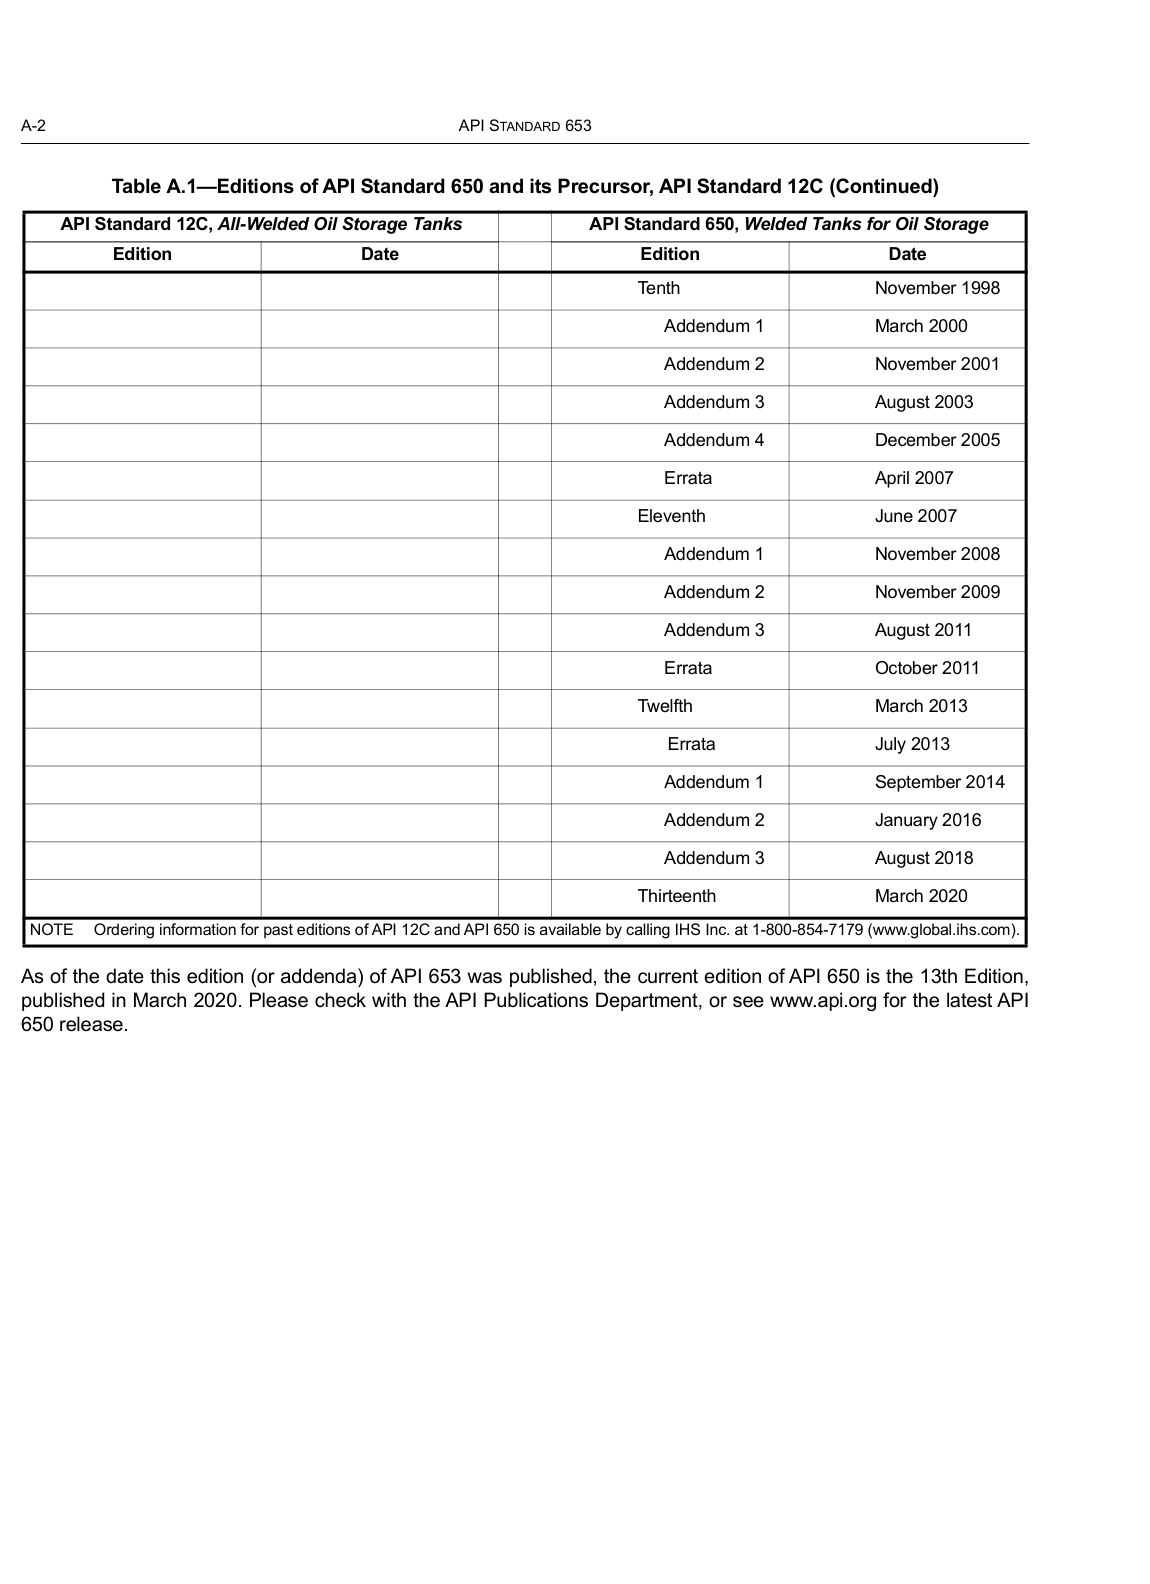 A-2 API STANDARD 653
Table A.1—Editions of API Standard 650 and its Precursor, API Standard 12C (Continued)
API Standard 12C, All-Welded Oil Storage Tanks API Standard 650, Welded Tanks for Oil Storage
Edition Date Edition Date
Tenth November 1998
Addendum 1 March 2000
Addendum 2 November 2001
Addendum 3 August 2003
Addendum 4 December 2005
Errata April 2007
Eleventh June 2007
Addendum 1 November 2008
Addendum 2 November 2009
Addendum 3 August 2011
Errata October 2011
Twelfth March 2013
Errata July 2013
Addendum 1 September 2014
Addendum 2 January 2016
Addendum 3 August 2018
Thirteenth March 2020
NOTE Ordering information for past editions of API 12C and API 650 is available by calling IHS Inc. at 1-800-854-7179 (www.global.ihs.com).
As of the date this edition (or addenda) of API 653 was published, the current edition of API 650 is the 13th Edition,
published in March 2020. Please check with the API Publications Department, or see www.api.org for the latest API
650 release.